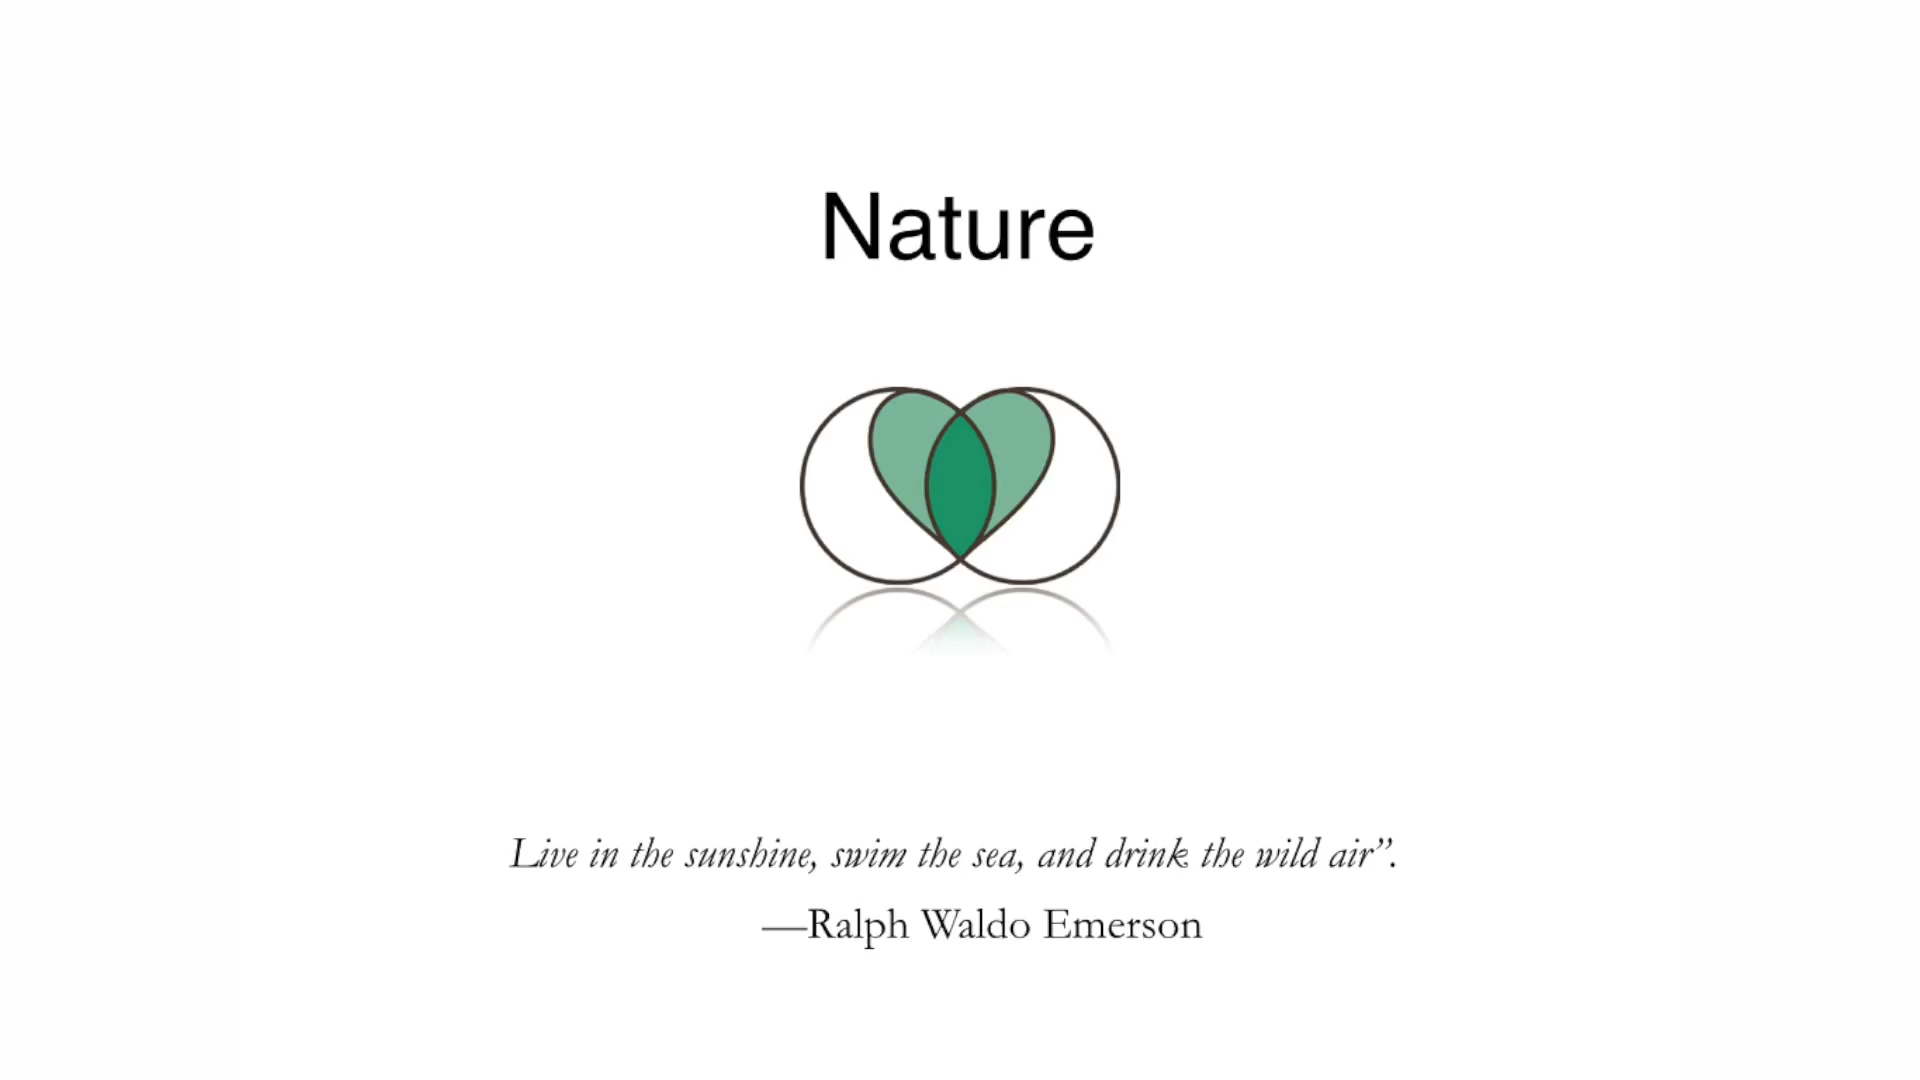 Nature
Live in the sunshine, swim the sea, and drink the wild air”.
—Ralph Waldo Emerson